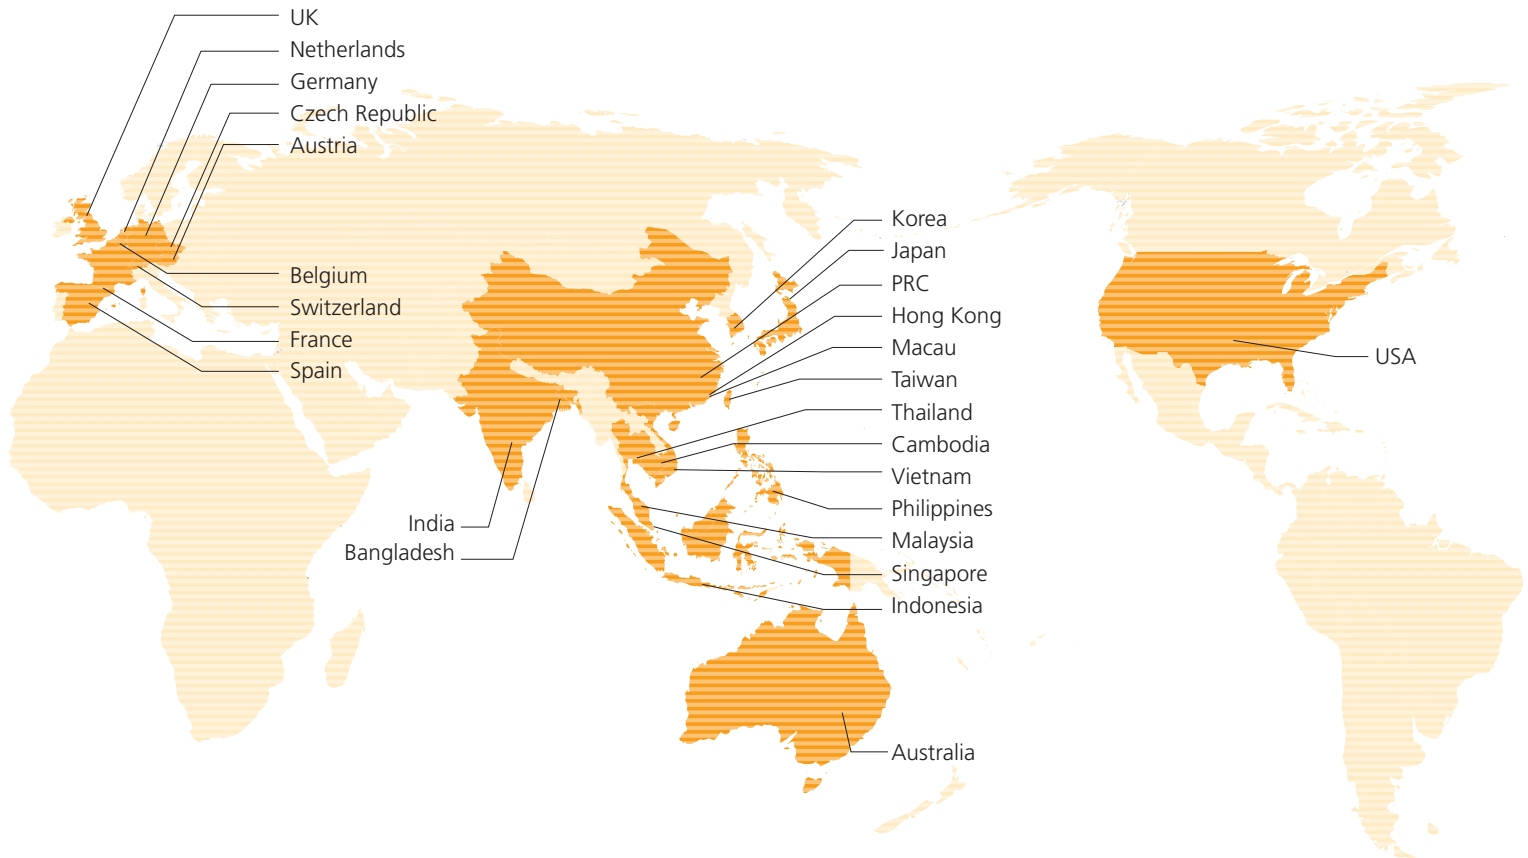 UK
Netherlands
Germany
Czech Republic
Austria
Belgium
Switzerland
France
Spain
India
Bangladesh
Korea
Japan
PRC
Hong Kong
Macau
Taiwan
Thailand
Cambodia
Vietnam
Philippines
Malaysia
Singapore
Indonesia
Australia
USA